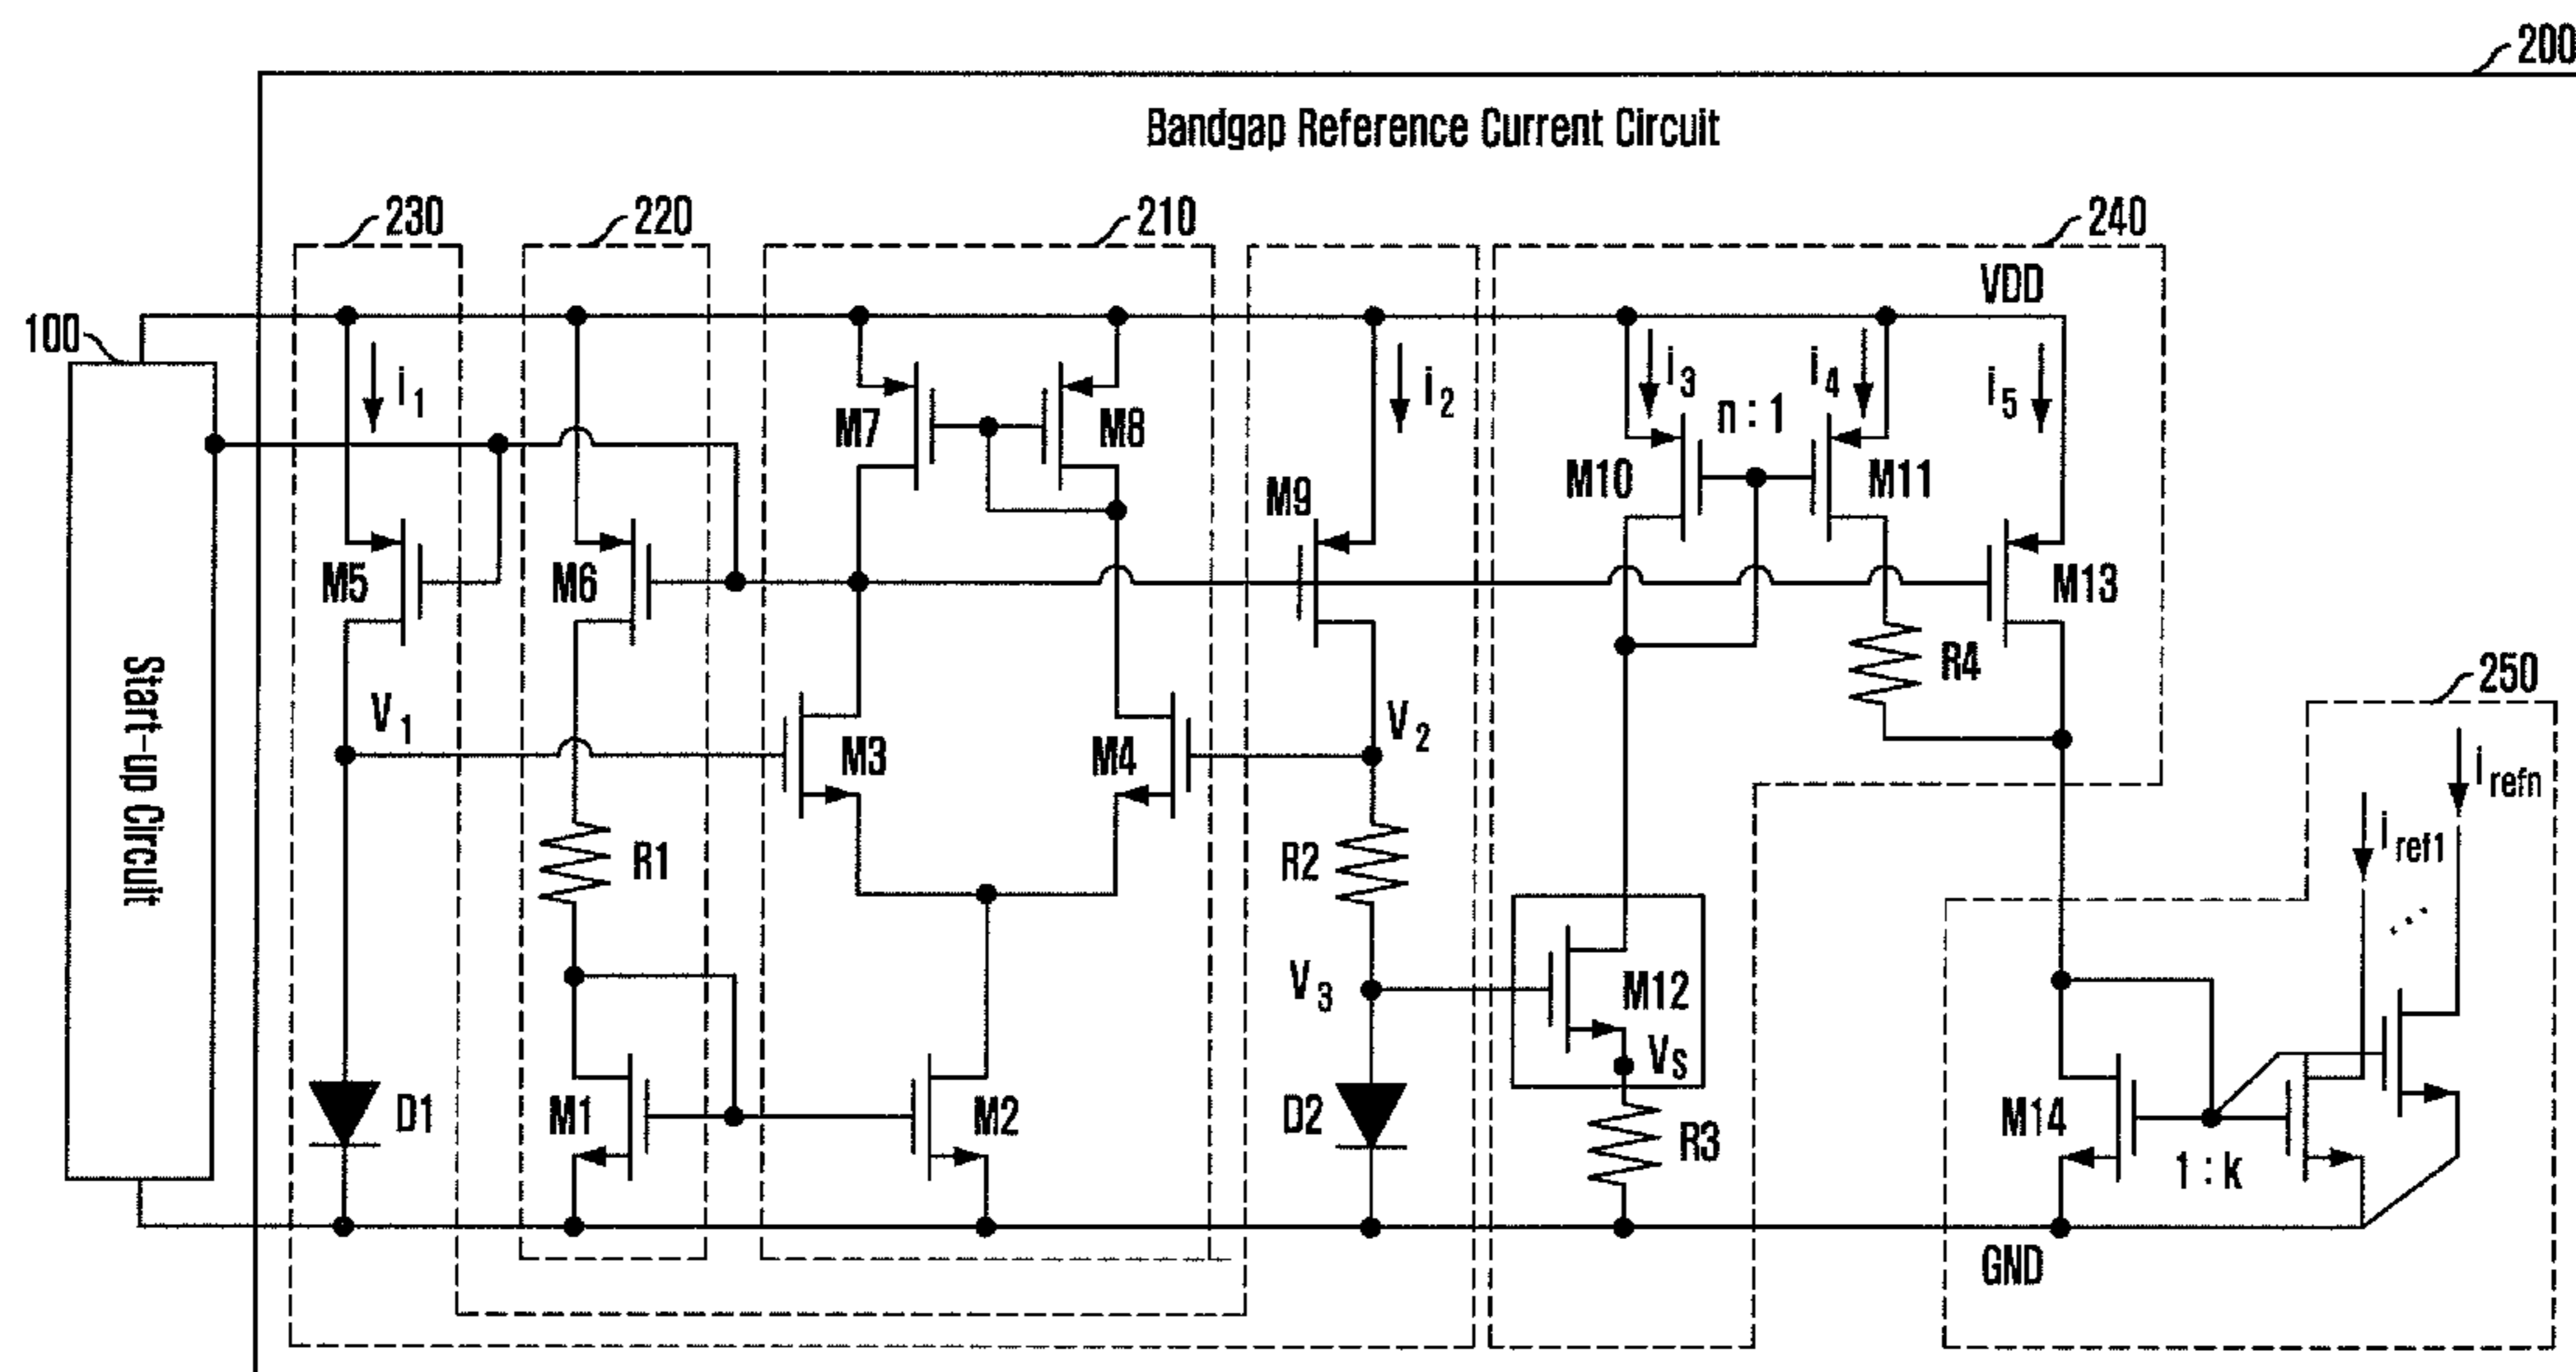 200
Bandgap Reference Current Circuit
230
220
210
240
VDD
100
i1
i2
i3
i4
i5
n : 1
M7
M8
M9
M10
M11
M5
M6
M13
R4
250
V1
V2
M3
M4
irefn
iref1
Start-up Circuit
R1
R2
V3
M12
Vs
D1
M1
M2
D2
R3
M14
1 : k
GND